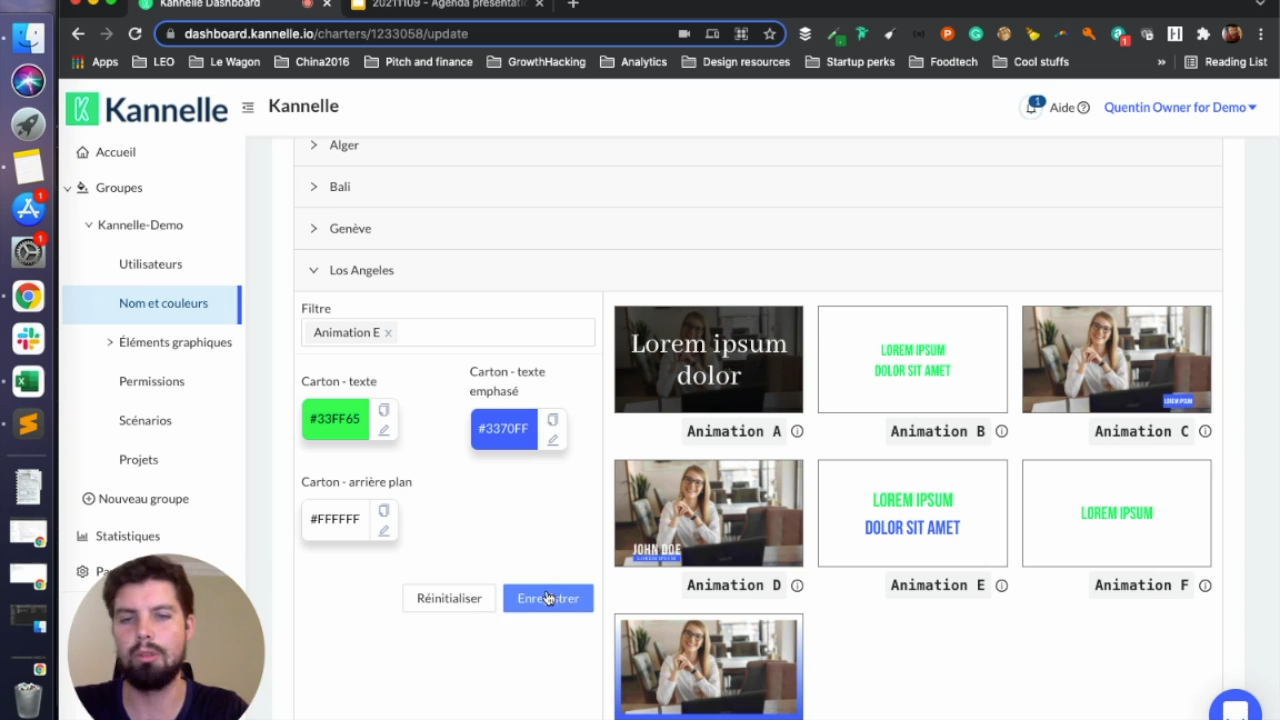 Kannelle Dashboard
20211109 - Agenda présentati
dashboard.kannelle.io/charters/1233058/update
Apps
LEO
Le Wagon
China2016
Pitch and finance
GrowthHacking
Analytics
Design resources
Startup perks
Foodtech
Cool stuffs
»
Reading List
Kannelle
Kannelle
1
Aide
Quentin Owner for Demo
Accueil
Groupes
Kannelle-Demo
Utilisateurs
Nom et couleurs
Éléments graphiques
Permissions
Scénarios
Projets
Nouveau groupe
Statistiques
Alger
Bali
Genève
Los Angeles
Filtre
Animation E
Carton - texte
#33FF65
Carton - texte
emphasé
#3370FF
Carton - arrière plan
#FFFFFF
Réinitialiser
Lorem ipsum
dolor
Animation A
LOREM IPSUM
DOLOR SIT AMET
Animation B
LOREM IPSUM
Animation C
JOHN DOE
LOREM IPSUM
Animation D
LOREM IPSUM
DOLOR SIT AMET
Animation E
LOREM IPSUM
Animation F